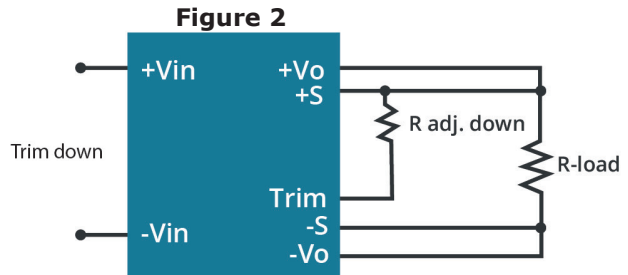 Figure 2
+Vin
+Vo
+S
R adj. down
Trim down
R-load
Trim
-S
-Vin
-Vo